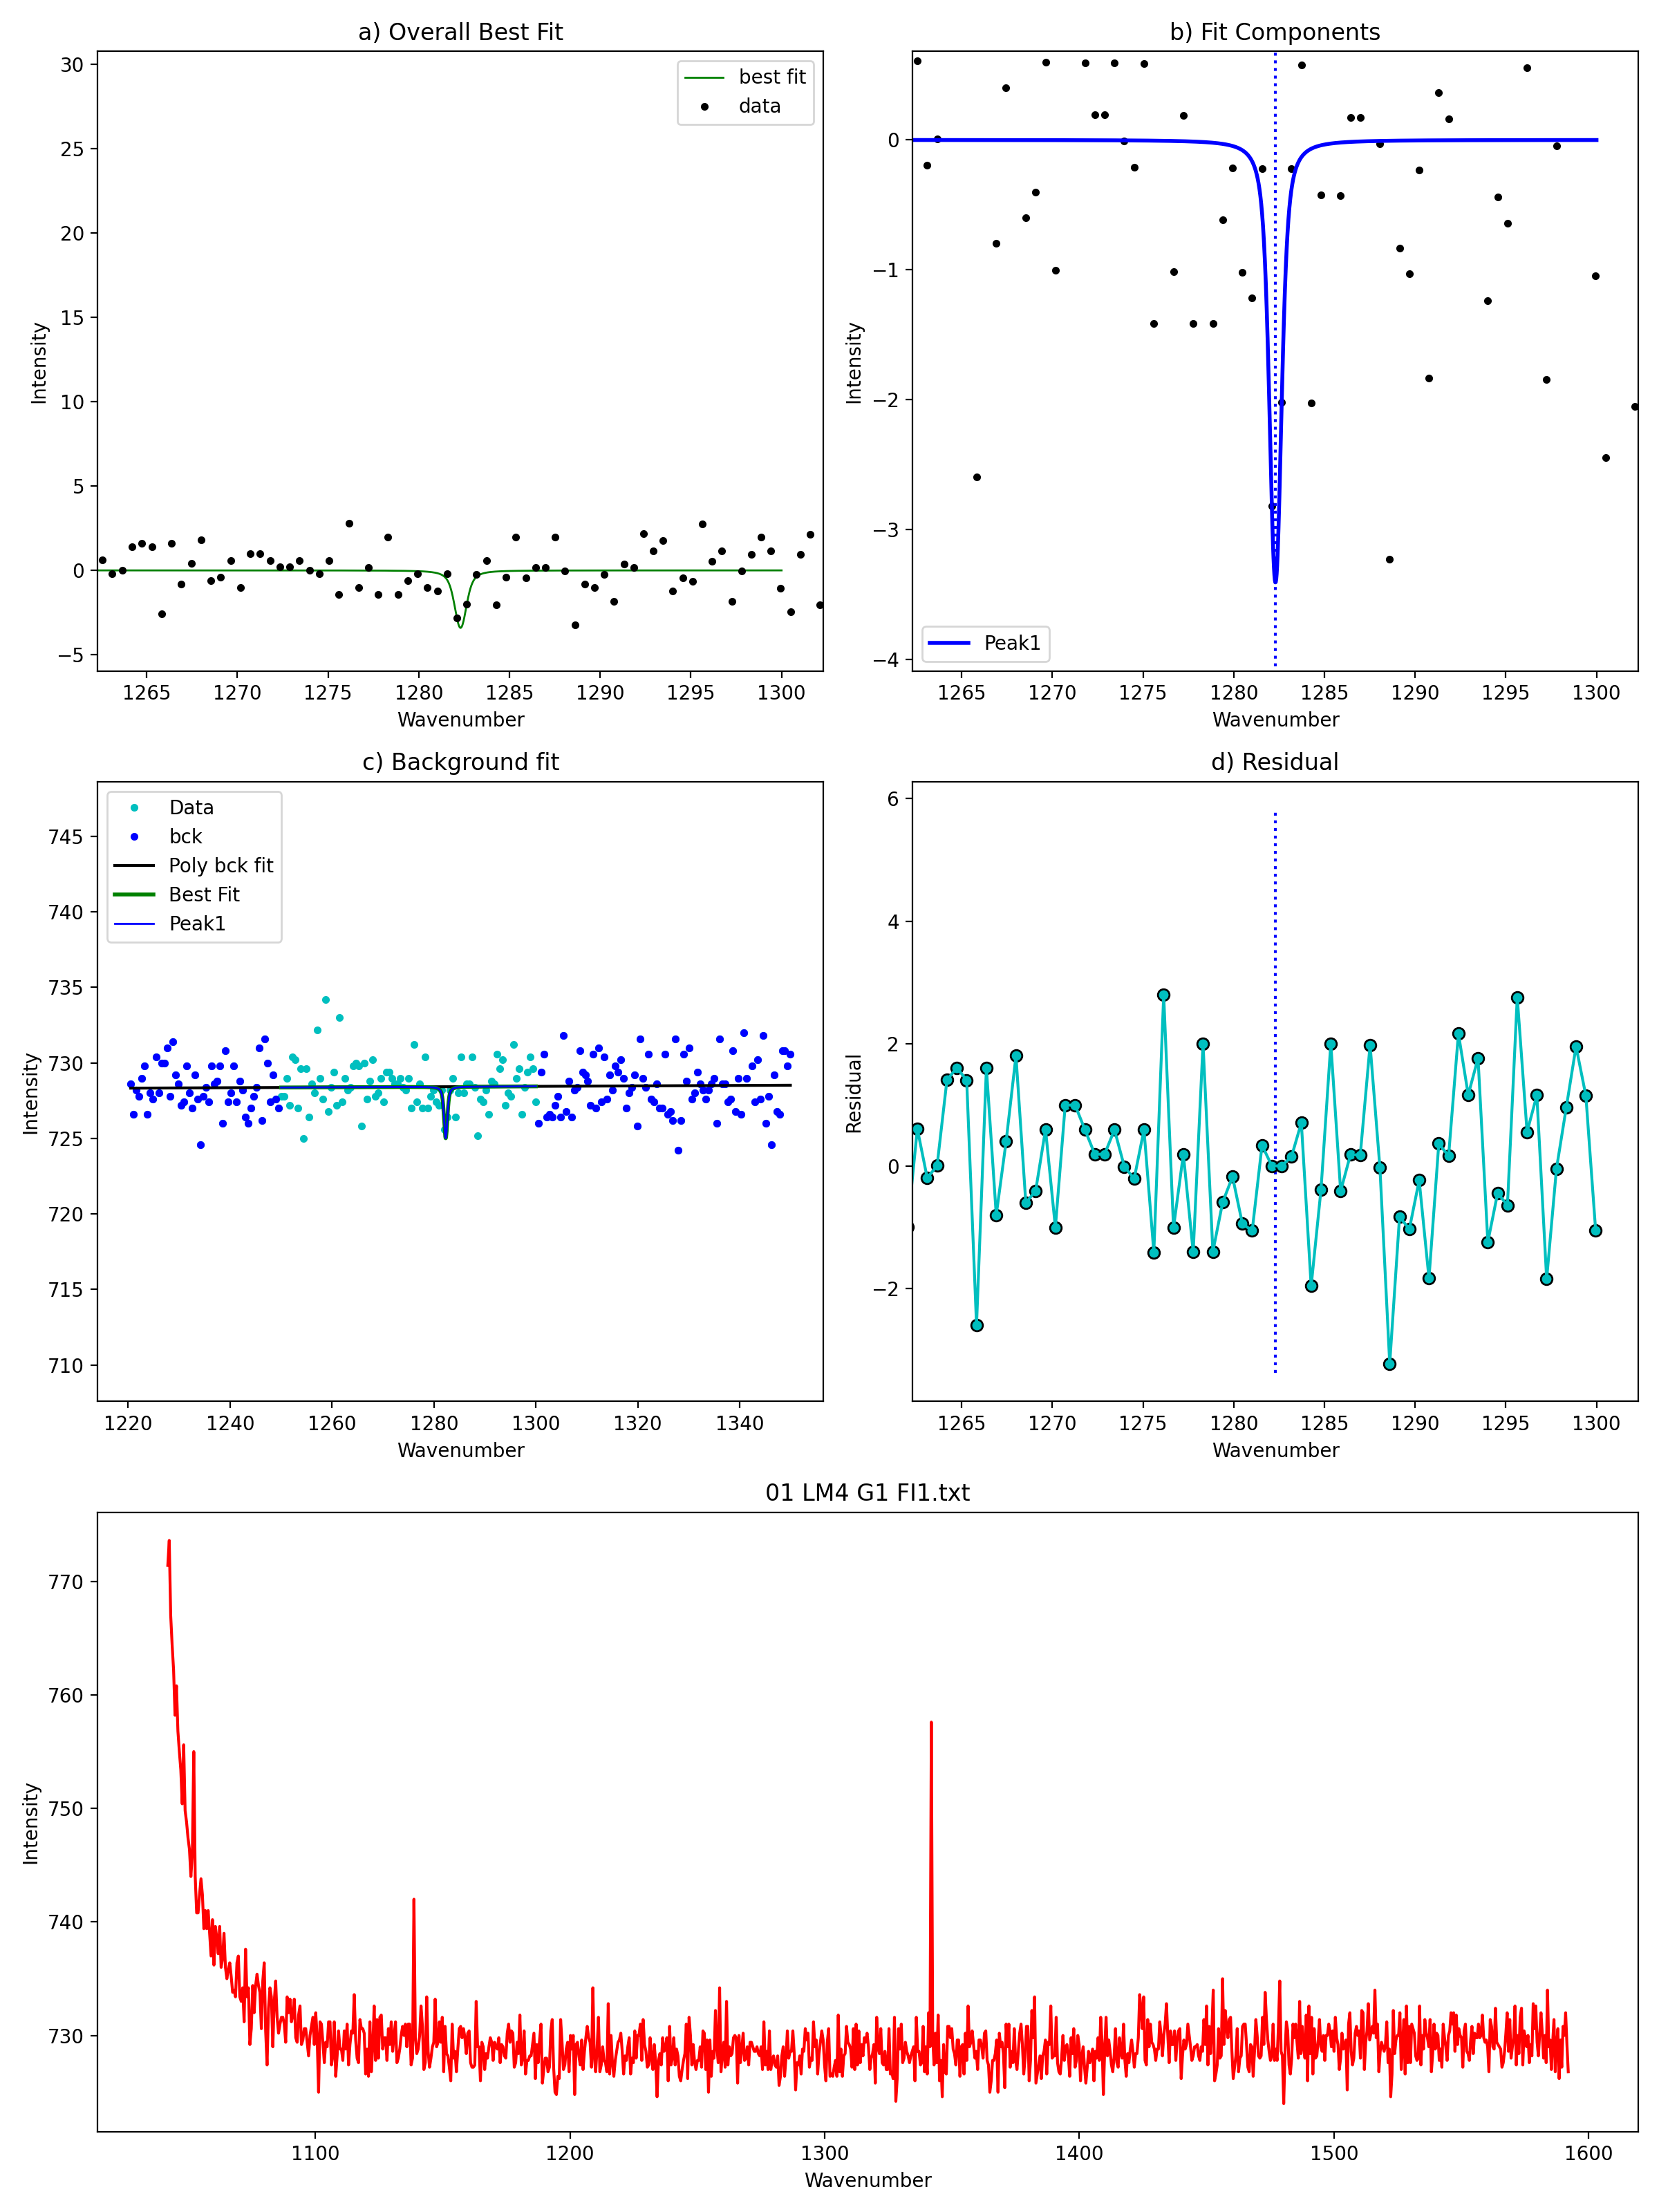 a) Overall Best Fit
30
25
20
15
10
5
0
−5
Intensity
best fit
data
1265 1270 1275 1280 1285 1290 1295 1300
Wavenumber
b) Fit Components
0
−1
−2
−3
−4
Intensity
Peak1
1265 1270 1275 1280 1285 1290 1295 1300
Wavenumber
c) Background fit
745
740
735
730
725
720
715
710
Intensity
Data
bck
Poly bck fit
Best Fit
Peak1
1220 1240 1260 1280 1300 1320 1340
Wavenumber
d) Residual
6
4
2
0
−2
Residual
1265 1270 1275 1280 1285 1290 1295 1300
Wavenumber
01 LM4 G1 FI1.txt
770
760
750
740
730
Intensity
1100 1200 1300 1400 1500 1600
Wavenumber